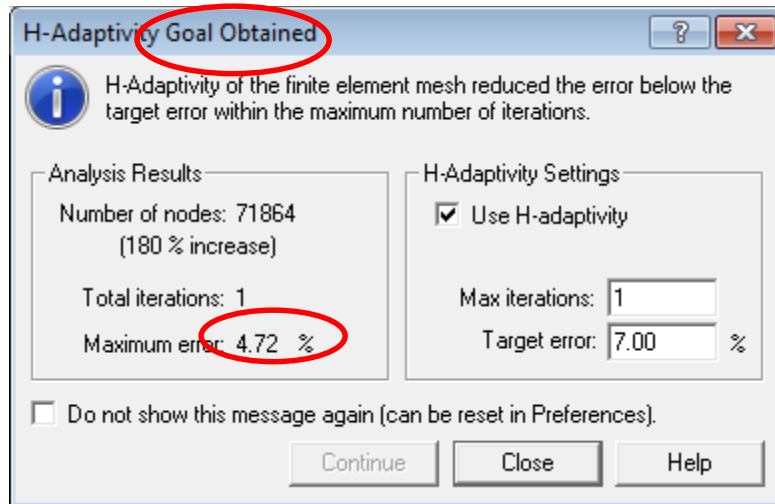 H-Adaptivity Goal Obtained
H-Adaptivity of the finite element mesh reduced the error below the
target error within the maximum number of iterations.
Analysis Results
Number of nodes: 71864
(180 % increase)
Total iterations: 1
Maximum error: 4.72 %
H-Adaptivity Settings
Use H-adaptivity
Max iterations: 1
Target error: 7.00 %
Do not show this message again (can be reset in Preferences).
Continue
Close
Help